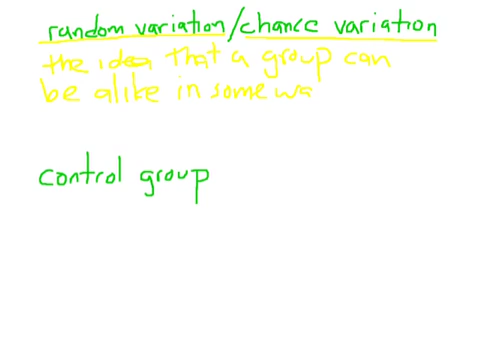 random variation/chance variation
the idea that a group can
be alike in some wa
control group